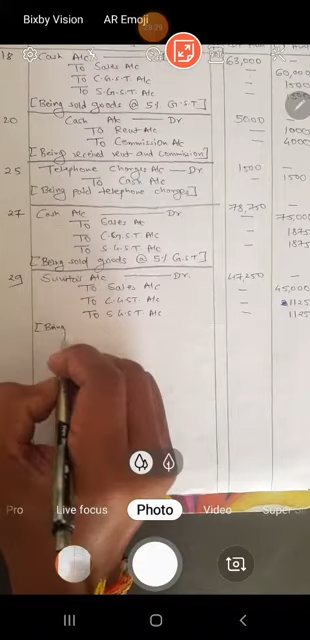 Bixby Vision AR Emoji
18 Cash A/c — Dr 63,000 —
To Sales A/c — 60,000
To C.G.S.T A/c — 1500
To S.G.S.T A/c —
[Being sold goods @ 5% G.S.T]
20 Cash A/c — Dr 5000 —
To Rent A/c — 1000
To Commission A/c — 4000
[Being received rent and commission]
25 Telephone charges A/c — Dr 1500 —
To Cash A/c — 1500
[Being paid telephone charges]
27 Cash A/c — Dr. 78,750 —
To Sales A/c — 75,000
To C.G.S.T A/c — 1875
To S.G.S.T A/c — 1875
[Being sold goods @ 5% G.S.T]
29 A/c — Dr. 47,250 —
To Sales A/c — 45,000
To C.G.S.T A/c — 1125
To S.G.S.T A/c — 1125
[Being
Pro Live focus Photo Video Super S